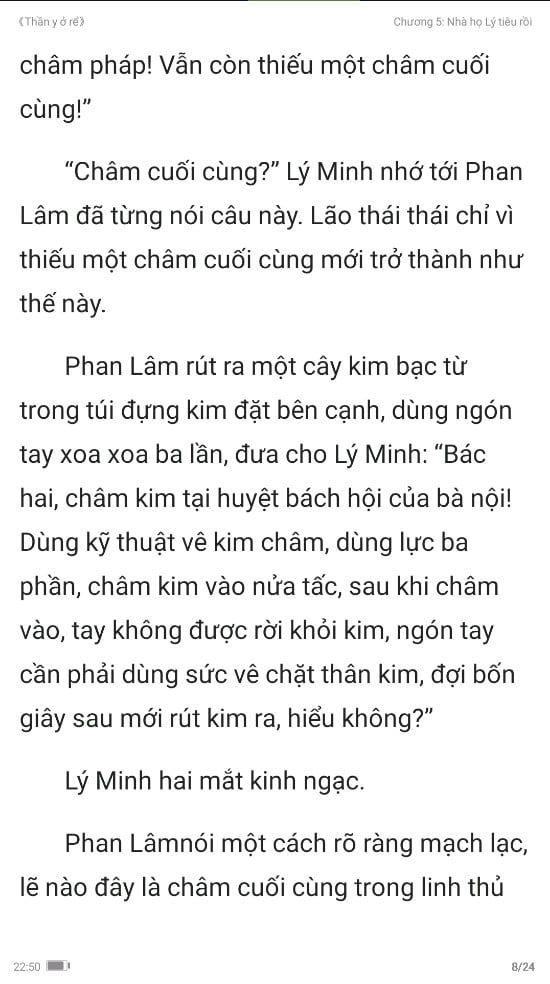 《Thần y ở rể》
Chương 5: Nhà họ Lý tiêu rồi
châm pháp! Vẫn còn thiếu một châm cuối
cùng!”
“Châm cuối cùng?” Lý Minh nhớ tới Phan
Lâm đã từng nói câu này. Lão thái thái chỉ vì
thiếu một châm cuối cùng mới trở thành như
thế này.
Phan Lâm rút ra một cây kim bạc từ
trong túi đựng kim đặt bên cạnh, dùng ngón
tay xoa xoa ba lần, đưa cho Lý Minh: “Bác
hai, châm kim tại huyệt bách hội của bà nội!
Dùng kỹ thuật vê kim châm, dùng lực ba
phần, châm kim vào nửa tấc, sau khi châm
vào, tay không được rời khỏi kim, ngón tay
cần phải dùng sức vê chặt thân kim, đợi bốn
giây sau mới rút kim ra, hiểu không?”
Lý Minh hai mắt kinh ngạc.
Phan Lâmnói một cách rõ ràng mạch lạc,
lẽ nào đây là châm cuối cùng trong linh thủ
22:50
8/24